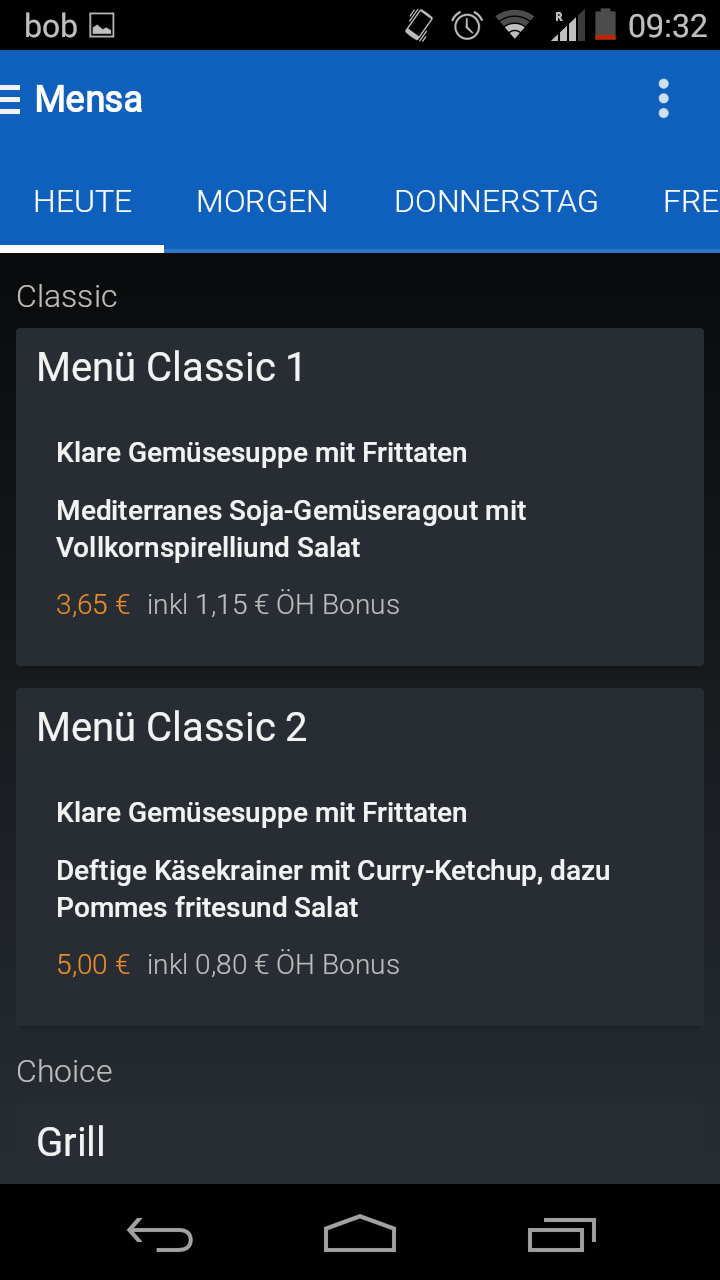 bob R 09:32
Mensa
HEUTE MORGEN DONNERSTAG FRE
Classic
Menü Classic 1
Klare Gemüsesuppe mit Frittaten
Mediterranes Soja-Gemüseragout mit
Vollkornspirelliund Salat
3,65 € inkl 1,15 € ÖH Bonus
Menü Classic 2
Klare Gemüsesuppe mit Frittaten
Deftige Käsekrainer mit Curry-Ketchup, dazu
Pommes fritesund Salat
5,00 € inkl 0,80 € ÖH Bonus
Choice
Grill